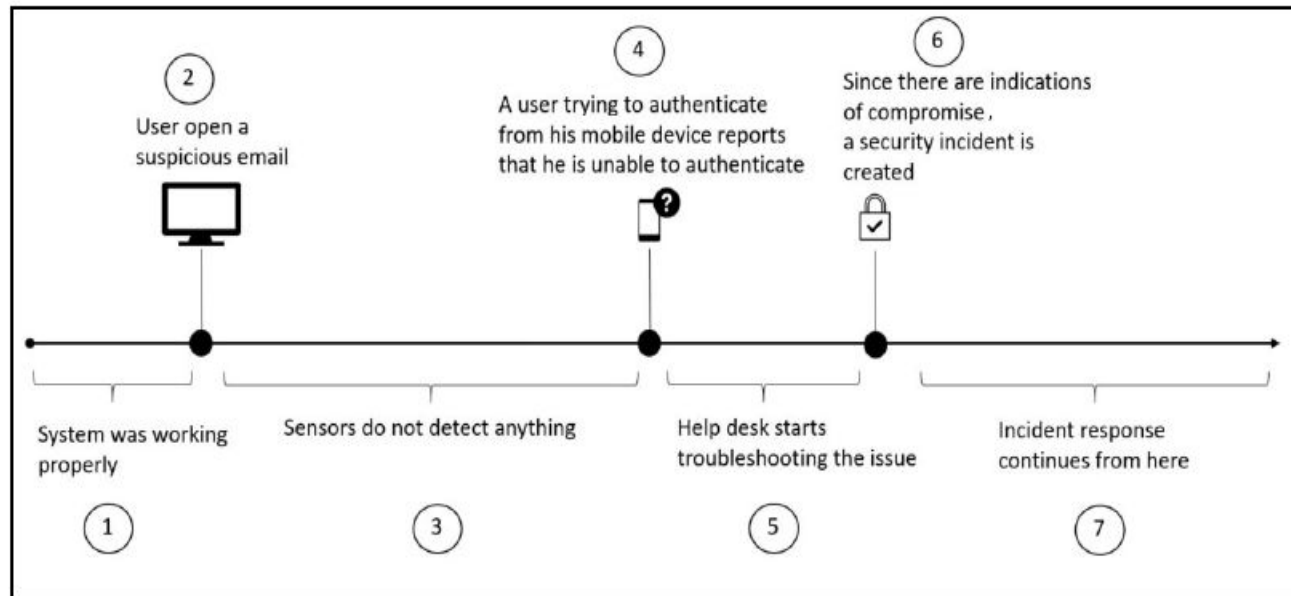 2
User open a
suspicious email
4
A user trying to authenticate
from his mobile device reports
that he is unable to authenticate
?
6
Since there are indications
of compromise,
a security incident is
created
System was working
properly
1
Sensors do not detect anything
3
Help desk starts
troubleshooting the issue
5
Incident response
continues from here
7